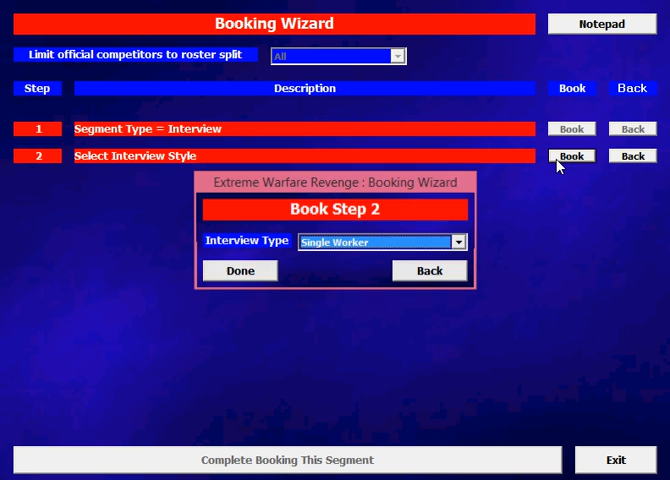 Booking Wizard
Notepad
Limit official competitors to roster split
All
Step Description Book Back
1 Segment Type = Interview Book Back
2 Select Interview Style Book Back
Extreme Warfare Revenge : Booking Wizard
Book Step 2
Interview Type Single Worker
Done Back
Complete Booking This Segment
Exit